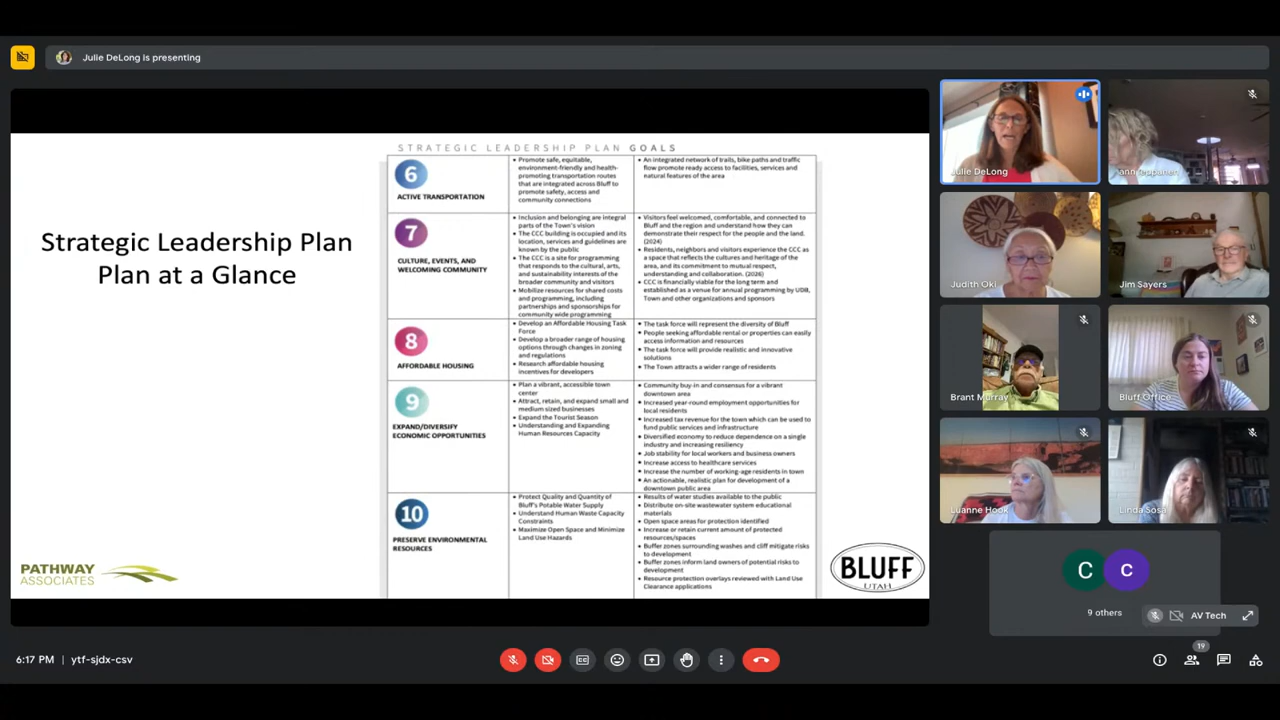 Julie DeLong is presenting
Strategic Leadership Plan
Plan at a Glance
STRATEGIC LEADERSHIP PLAN GOALS
6
ACTIVE TRANSPORTATION
• Promote safe, equitable,
environment-friendly and health-
promoting transportation routes
that are integrated across Bluff to
promote safety, access and
community connections
• An integrated network of trails, bike paths and traffic
flow promote ready access to facilities, services and
natural features of the area
7
CULTURE, EVENTS, AND
WELCOMING COMMUNITY
• Inclusion and belonging are integral
parts of the Town's vision
• The CCC building is occupied and its
location, services and guidelines are
known by the public
• The CCC is a site for programming
that responds to the cultural, arts,
and sustainability interests of the
broader community and visitors
• Mobilize resources for shared costs
and programming, including
partnerships and sponsorships for
community wide programming
• Visitors feel welcomed, comfortable, and connected to
Bluff and the region and understand how they can
demonstrate their respect for the people and the land.
(2024)
• Residents, neighbors and visitors experience the CCC as
a space that reflects the cultures and heritage of the
area, and its commitment to mutual respect,
understanding and collaboration. (2026)
• CCC is financially viable for the long term and
established as a venue for annual programming by UDB,
Town and other organizations and sponsors
8
AFFORDABLE HOUSING
• Develop an Affordable Housing Task
Force
• Develop a broader range of housing
options through changes in zoning
and regulations
• Research affordable housing
incentives for developers
• The task force will represent the diversity of Bluff
• People seeking affordable rental or properties can easily
access information and resources
• The task force will provide realistic and innovative
solutions
• The Town attracts a wider range of residents
9
EXPAND/DIVERSIFY
ECONOMIC OPPORTUNITIES
• Plan a vibrant, accessible town
center
• Attract, retain, and expand small and
medium sized businesses
• Expand the Tourist Season
• Understanding and Expanding
Human Resources Capacity
• Community buy-in and consensus for a vibrant
downtown area
• Increased year round employment opportunities for
local residents
• Increased tax revenue for the town which can be used to
fund public services and infrastructure
• Diversified economy to reduce dependence on a single
industry and increasing resiliency
• Job stability for local workers and business owners
• Increase access to healthcare services
• Increase the number of working-age residents in town
• An actionable, realistic plan for development of a
downtown public area
10
PRESERVE ENVIRONMENTAL
RESOURCES
• Protect Quality and Quantity of
Bluff's Potable Water Supply
• Understand Human Waste Capacity
Constraints
• Maximize Open Space and Minimize
Land Use Hazards
• Results of water studies available to the public
• Distribute on-site wastewater system educational
materials
• Open space areas for protection identified
• Increase or retain current amount of protected
resources/spaces
• Buffer zones surrounding washes and cliff mitigate risks
to development
• Buffer zones inform land owners of potential risks to
development
• Resource protection overlays reviewed with Land Use
Clearance applications
PATHWAY
ASSOCIATES
BLUFF
UTAH
Julie DeLong
ann leppanen
Judith Oki
Jim Sayers
Brant Murray
Bluff Office
Luanne Hook
Linda Sosa
C
C
9 others
AV Tech
6:17 PM | ytf-sjdx-csv
19